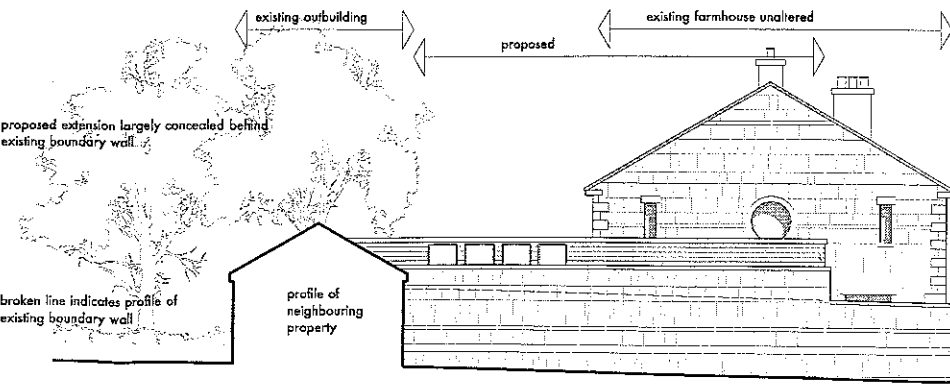 existing outbuilding
existing farmhouse unaltered
proposed
proposed extension largely concealed behind
existing boundary wall
broken line indicates profile of
existing boundary wall
profile of
neighbouring
property